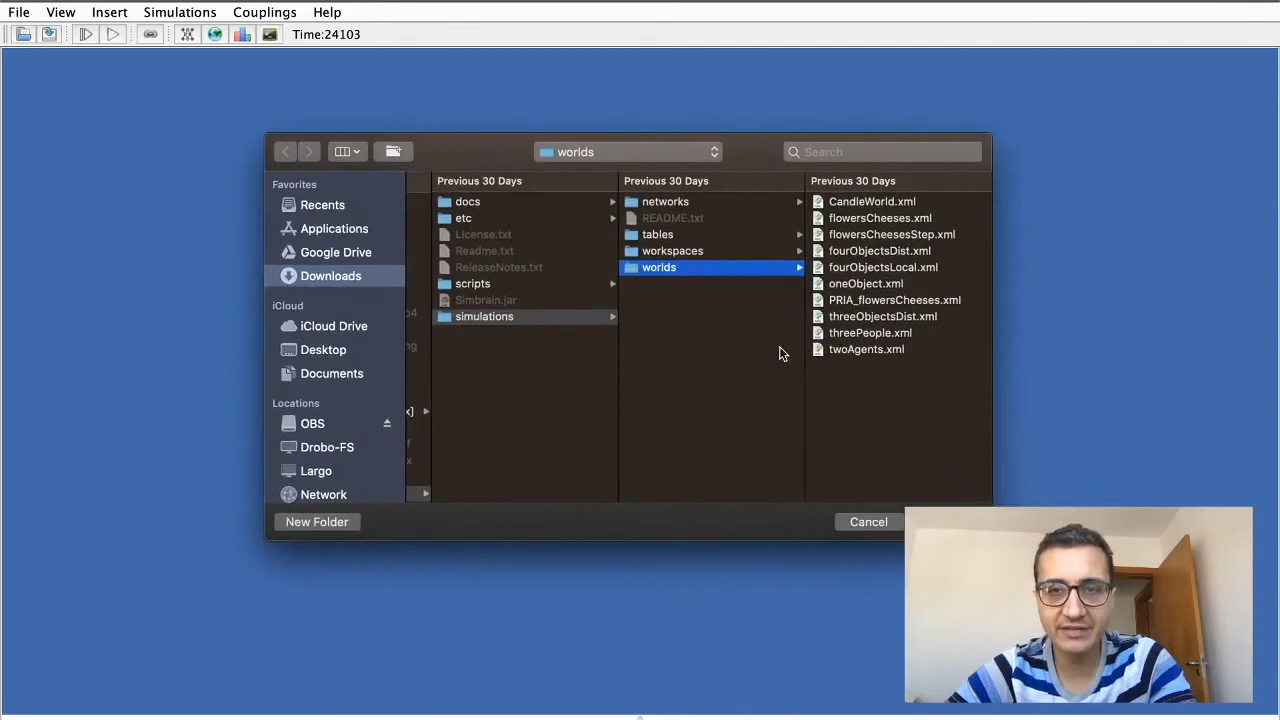 File View Insert Simulations Couplings Help
Time:24103
worlds
Search
Favorites
Recents
Applications
Google Drive
Downloads
iCloud
iCloud Drive
Desktop
Documents
Locations
OBS
Drobo-FS
Largo
Network
Previous 30 Days
docs
etc
License.txt
Readme.txt
ReleaseNotes.txt
scripts
Simbrain.jar
simulations
Previous 30 Days
networks
README.txt
tables
workspaces
worlds
Previous 30 Days
CandleWorld.xml
flowersCheeses.xml
flowersCheesesStep.xml
fourObjectsDist.xml
fourObjectsLocal.xml
oneObject.xml
PRIA_flowersCheeses.xml
threeObjectsDist.xml
threePeople.xml
twoAgents.xml
New Folder
Cancel